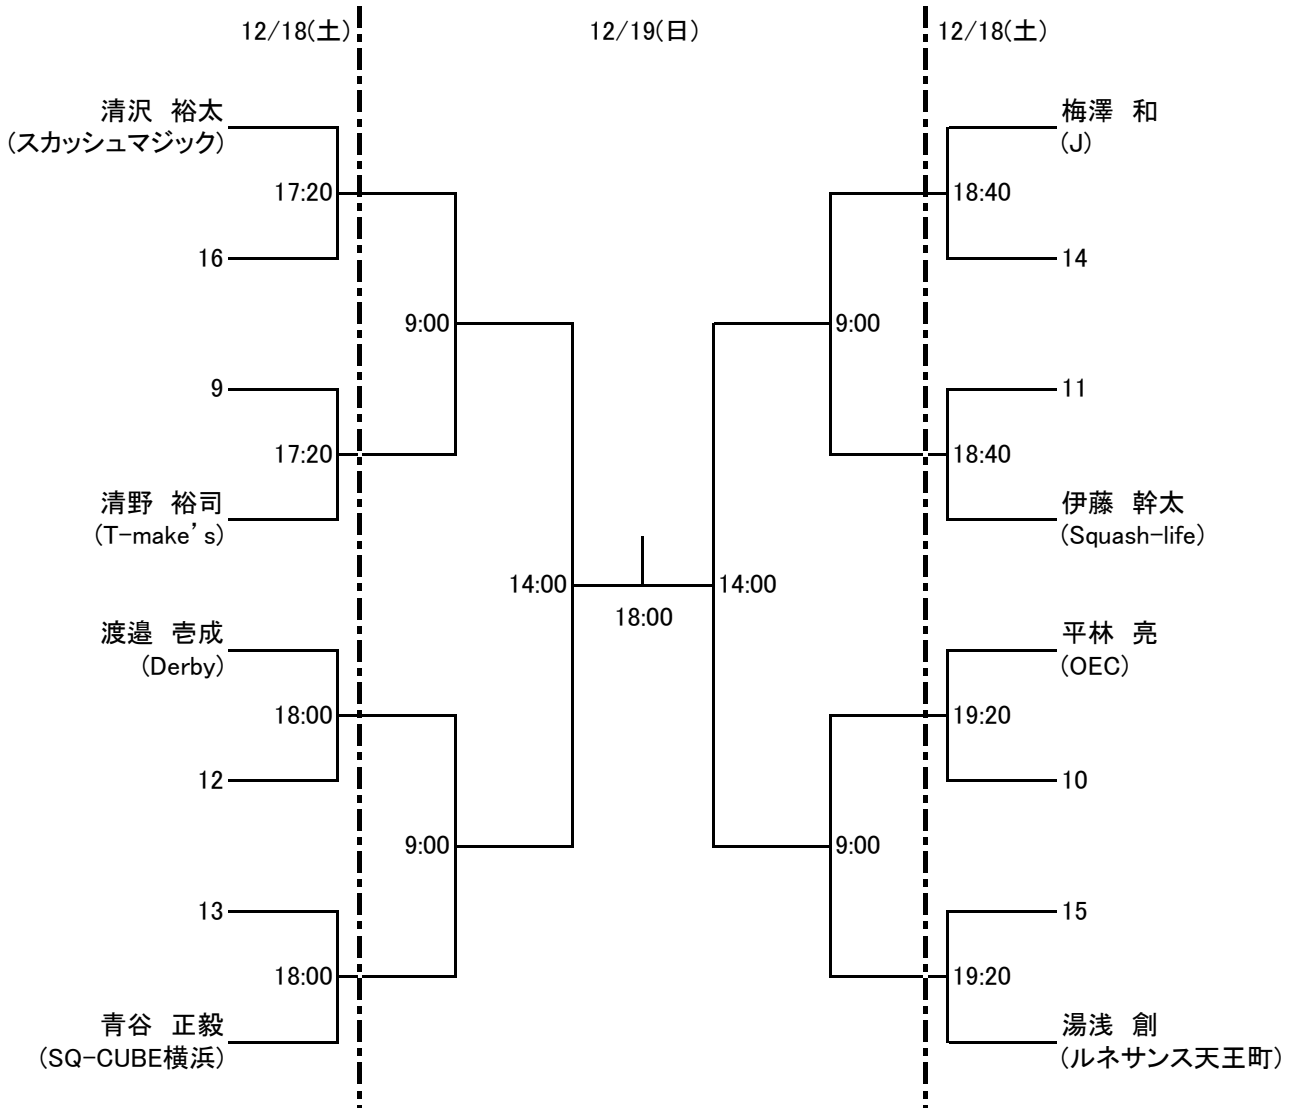 12/18(土)
12/19(日)
12/18(土)
清沢　裕太
(スカッシュマジック)
17:20
16
9:00
9
17:20
清野　裕司
(T-make's)
14:00
渡邉　壱成
(Derby)
18:00
12
9:00
13
18:00
青谷　正毅
(SQ-CUBE横浜)
18:00
梅澤　和
(J)
18:40
14
9:00
11
18:40
伊藤　幹太
(Squash-life)
14:00
平林　亮
(OEC)
19:20
10
9:00
15
19:20
湯浅　創
(ルネサンス天王町)